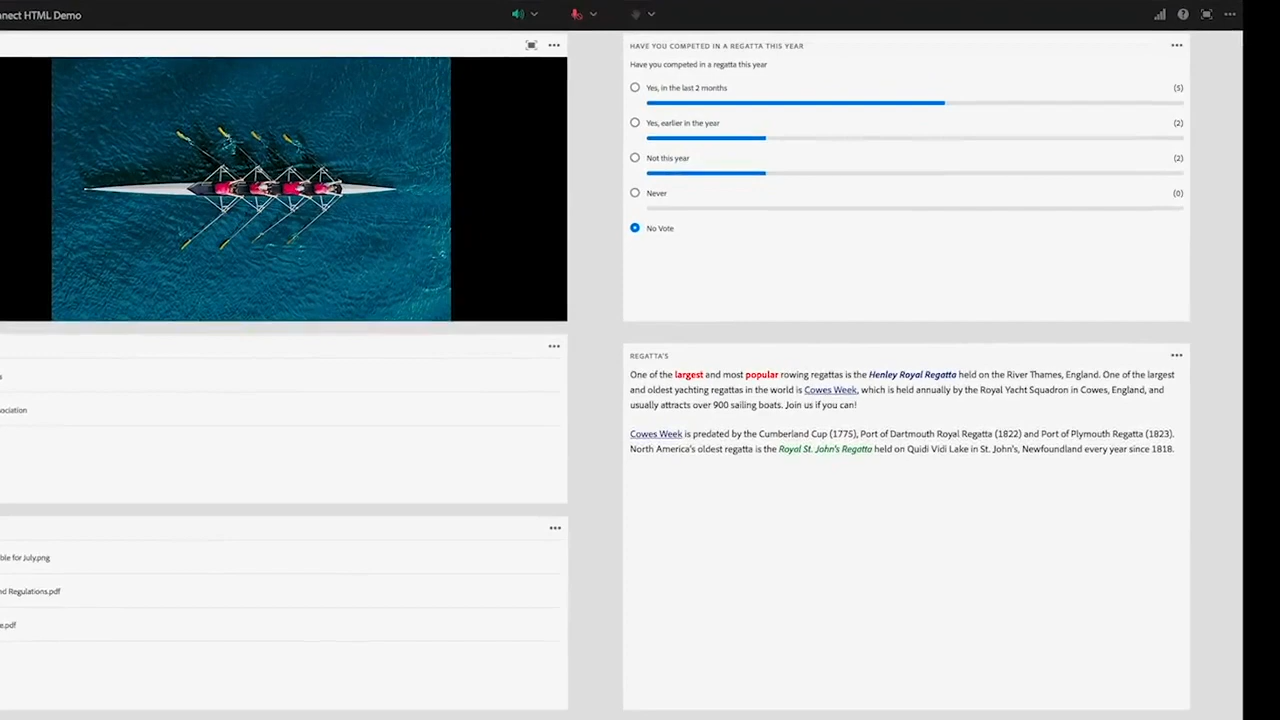 nnect HTML Demo
HAVE YOU COMPETED IN A REGATTA THIS YEAR
Have you competed in a regatta this year
Yes, in the last 2 months (5)
Yes, earlier in the year (2)
Not this year (2)
Never (0)
No Vote
s
ociation
ble for July.png
nd Regulations.pdf
e.pdf
REGATTA'S
One of the largest and most popular rowing regattas is the Henley Royal Regatta held on the River Thames, England. One of the largest
and oldest yachting regattas in the world is Cowes Week, which is held annually by the Royal Yacht Squadron in Cowes, England, and
usually attracts over 900 sailing boats. Join us if you can!
Cowes Week is predated by the Cumberland Cup (1775), Port of Dartmouth Royal Regatta (1822) and Port of Plymouth Regatta (1823).
North America's oldest regatta is the Royal St. John's Regatta held on Quidi Vidi Lake in St. John's, Newfoundland every year since 1818.